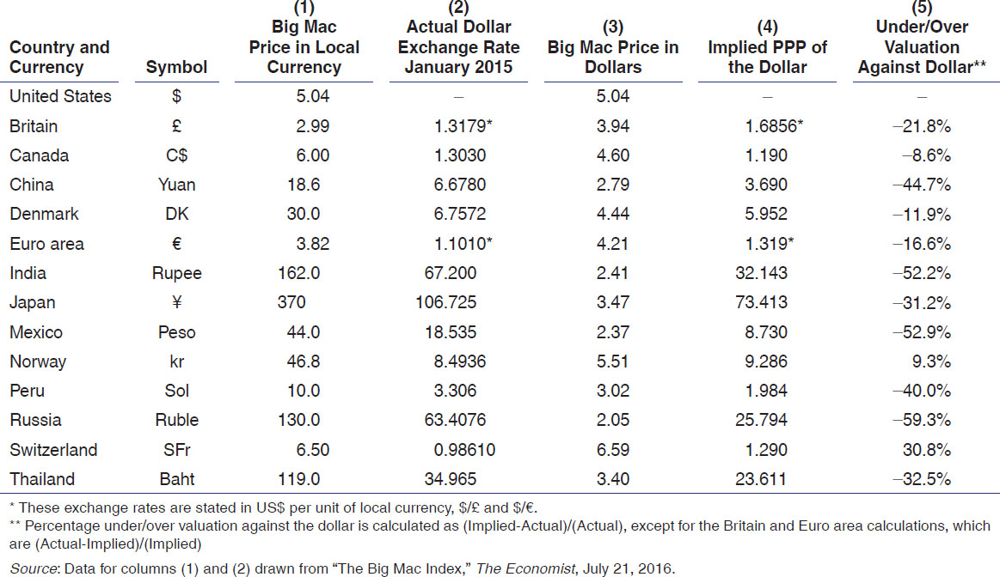 (1) (2) (5)
Big Mac Actual Dollar (3) (4) Under/Over
Country and Price in Local Exchange Rate Big Mac Price in Implied PPP of Valuation
Currency Symbol Currency January 2015 Dollars the Dollar Against Dollar**
United States $ 5.04 – 5.04 – –
Britain £ 2.99 1.3179* 3.94 1.6856* –21.8%
Canada C$ 6.00 1.3030 4.60 1.190 –8.6%
China Yuan 18.6 6.6780 2.79 3.690 –44.7%
Denmark DK 30.0 6.7572 4.44 5.952 –11.9%
Euro area € 3.82 1.1010* 4.21 1.319* –16.6%
India Rupee 162.0 67.200 2.41 32.143 –52.2%
Japan ¥ 370 106.725 3.47 73.413 –31.2%
Mexico Peso 44.0 18.535 2.37 8.730 –52.9%
Norway kr 46.8 8.4936 5.51 9.286 9.3%
Peru Sol 10.0 3.306 3.02 1.984 –40.0%
Russia Ruble 130.0 63.4076 2.05 25.794 –59.3%
Switzerland SFr 6.50 0.98610 6.59 1.290 30.8%
Thailand Baht 119.0 34.965 3.40 23.611 –32.5%
* These exchange rates are stated in US$ per unit of local currency, $/£ and $/€.
** Percentage under/over valuation against the dollar is calculated as (Implied-Actual)/(Actual), except for the Britain and Euro area calculations, which
are (Actual-Implied)/(Implied)
Source: Data for columns (1) and (2) drawn from “The Big Mac Index,” The Economist, July 21, 2016.